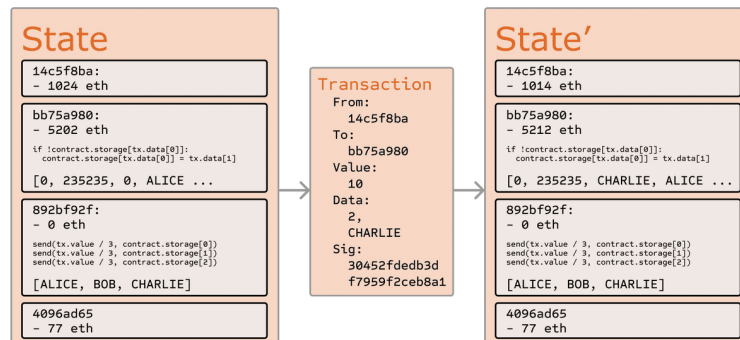 State
14c5f8ba:
- 1024 eth
bb75a980:
- 5202 eth
if !contract.storage[tx.data[0]]:
contract.storage[tx.data[0]] = tx.data[1]
[0, 235235, 0, ALICE ...
892bf92f:
- 0 eth
send(tx.value / 3, contract.storage[0])
send(tx.value / 3, contract.storage[1])
send(tx.value / 3, contract.storage[2])
[ALICE, BOB, CHARLIE]
4096ad65
- 77 eth
Transaction
From:
14c5f8ba
To:
bb75a980
Value:
10
Data:
2,
CHARLIE
Sig:
30452fdedb3d
f7959f2ceb8a1
State’
14c5f8ba:
- 1014 eth
bb75a980:
- 5212 eth
if !contract.storage[tx.data[0]]:
contract.storage[tx.data[0]] = tx.data[1]
[0, 235235, CHARLIE, ALICE ...
892bf92f:
- 0 eth
send(tx.value / 3, contract.storage[0])
send(tx.value / 3, contract.storage[1])
send(tx.value / 3, contract.storage[2])
[ALICE, BOB, CHARLIE]
4096ad65
- 77 eth